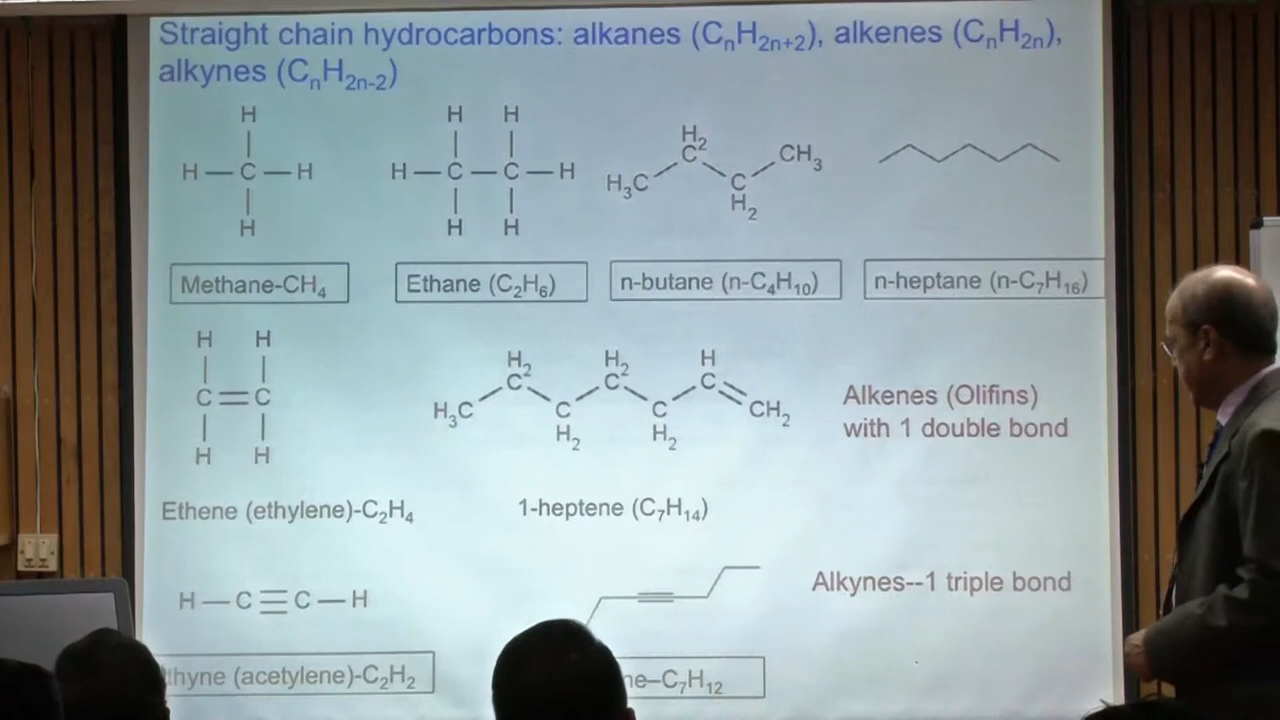 Straight chain hydrocarbons: alkanes (CnH2n+2), alkenes (CnH2n),
alkynes (CnH2n-2)
H
H—C—H
H
H H
H—C—C—H
H H
H3C
H2
C
C
H2
CH3
Methane-CH4
Ethane (C2H6)
n-butane (n-C4H10)
n-heptane (n-C7H16)
H H
C=C
H H
H3C
H2
C
C
H2
H2
C
C
H2
H
C
CH2
Alkenes (Olifins)
with 1 double bond
Ethene (ethylene)-C2H4
1-heptene (C7H14)
H—C≡C—H
Alkynes--1 triple bond
(acetylene)-C2H2
C7H12